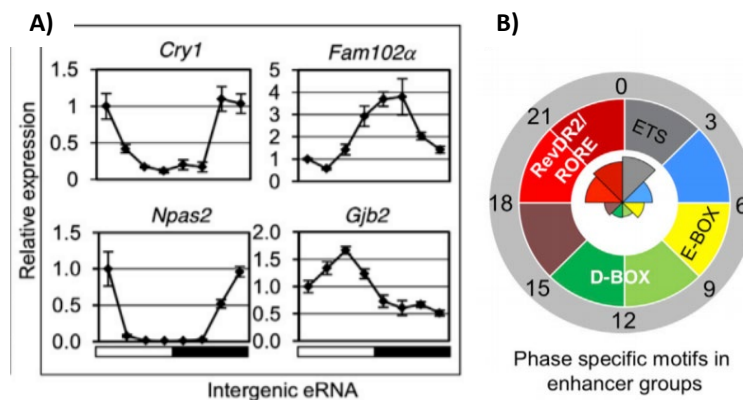 A)
Cry1
Fam102α
1.5
1
0.5
0
5
4
3
2
1
0
Npas2
Gjb2
1.5
1.0
0.5
0.0
2.0
1.5
1.0
0.5
0.0
Relative expression
Intergenic eRNA
B)
0
3
6
9
12
15
18
21
ETS
E-BOX
D-BOX
RevDR2/
RORE
Phase specific motifs in
enhancer groups